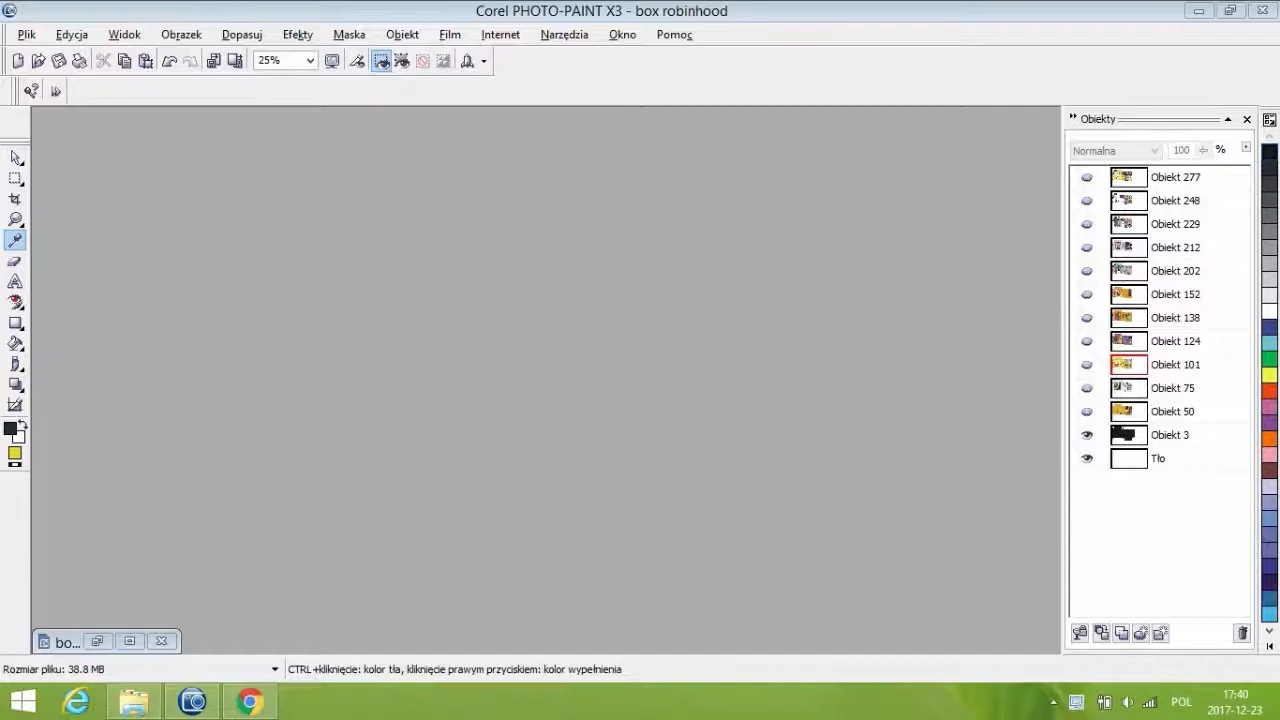 Corel PHOTO-PAINT X3 - box robinhood
Plik Edycja Widok Obrazek Dopasuj Efekty Maska Obiekt Film Internet Narzędzia Okno Pomoc
25%
Obiekty
Normalna 100 %
Obiekt 277
Obiekt 248
Obiekt 229
Obiekt 212
Obiekt 202
Obiekt 152
Obiekt 138
Obiekt 124
Obiekt 101
Obiekt 75
Obiekt 50
Obiekt 3
Tło
bo...
Rozmiar pliku: 38.8 MB CTRL+kliknięcie: kolor tła, kliknięcie prawym przyciskiem: kolor wypełnienia
POL 17:40
2017-12-23